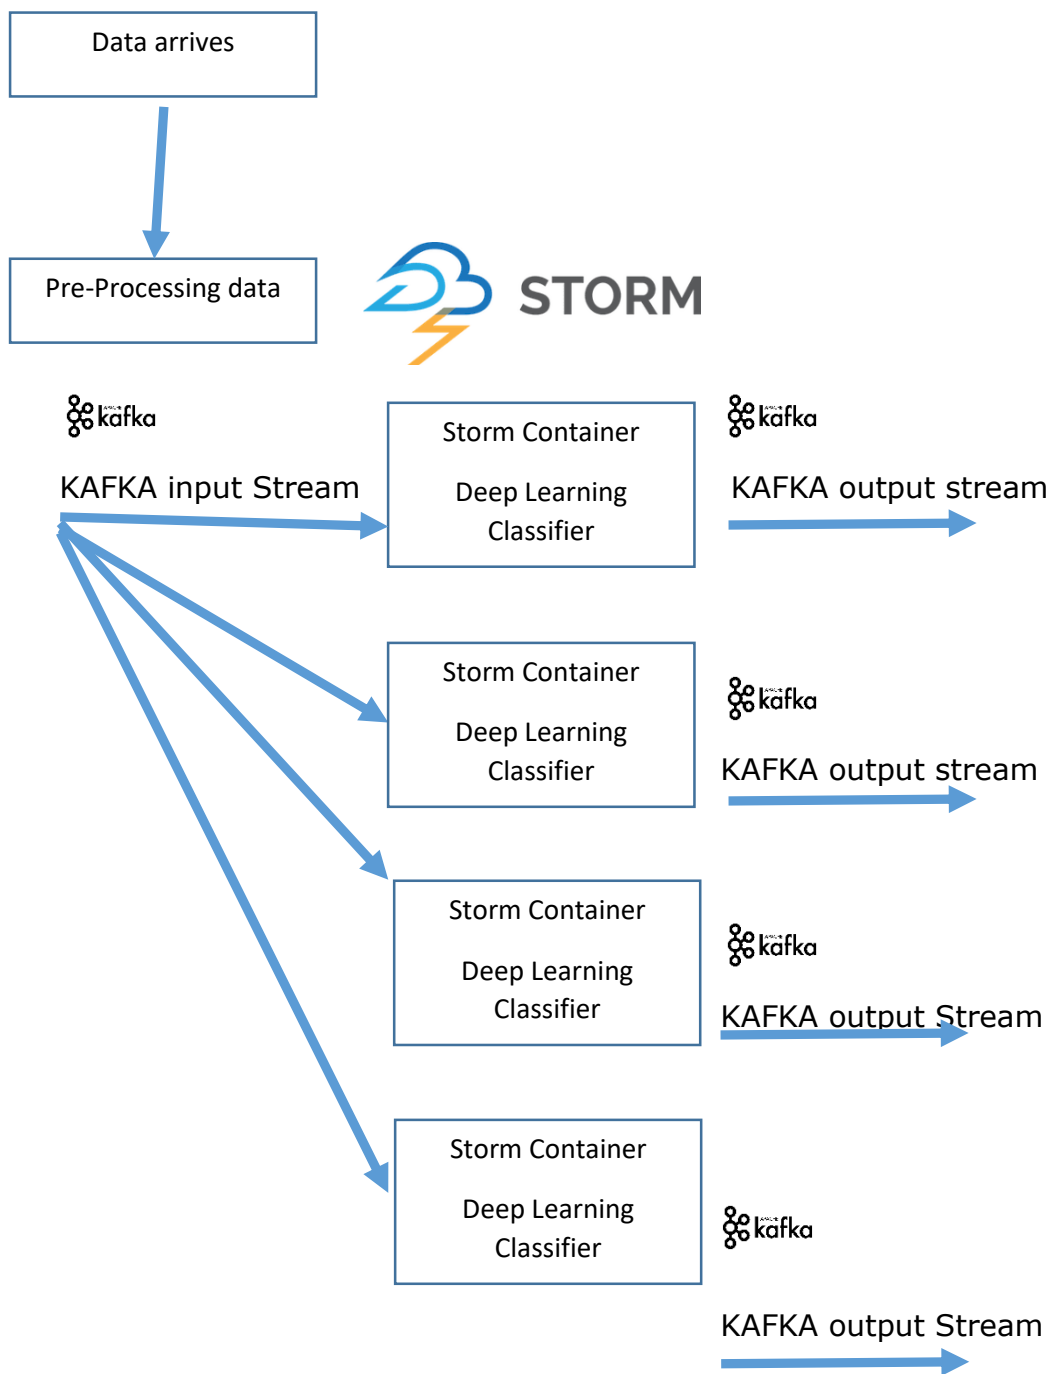 Data arrives
Pre-Processing data
STORM
kafka
KAFKA input Stream
Storm Container
Deep Learning
Classifier
kafka
KAFKA output stream
Storm Container
Deep Learning
Classifier
kafka
KAFKA output stream
Storm Container
Deep Learning
Classifier
kafka
KAFKA output Stream
Storm Container
Deep Learning
Classifier
kafka
KAFKA output Stream